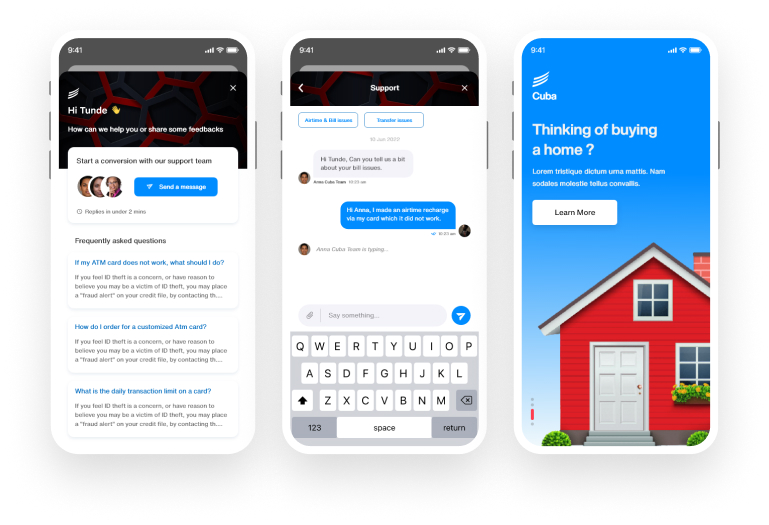 9:41
Hi Tunde 👋
How can we help you or share some feedbacks
Start a conversion with our support team
Send a message
Replies in under 2 mins
Frequently asked questions
If my ATM card does not work, what should I do?
If you feel ID theft is a concern, or have reason to
believe you may be a victim of ID theft, you may place
a "fraud alert" on your credit file, by contacting th....
How do I order for a customized Atm card?
If you feel ID theft is a concern, or have reason to
believe you may be a victim of ID theft, you may place
a "fraud alert" on your credit file, by contacting th....
What is the daily transaction limit on a card?
If you feel ID theft is a concern, or have reason to
believe you may be a victim of ID theft, you may place
a "fraud alert" on your credit file, by contacting th....
9:41
Support
Airtime & Bill issues
Transfer issues
10 Jun 2022
Hi Tunde, Can you tell us a bit
about your bill issues.
Anna Cuba Team 10:23 am
Hi Anna, I made an airtime recharge
via my card which it did not work.
10:23 am
Anna Cuba Team is typing...
Say something...
Q W E R T Y U I O P
A S D F G H J K L
Z X C V B N M
123 space return
9:41
Cuba
Thinking of buying
a home ?
Lorem tristique dictum urna mattis. Nam
sodales molestie tellus convallis.
Learn More